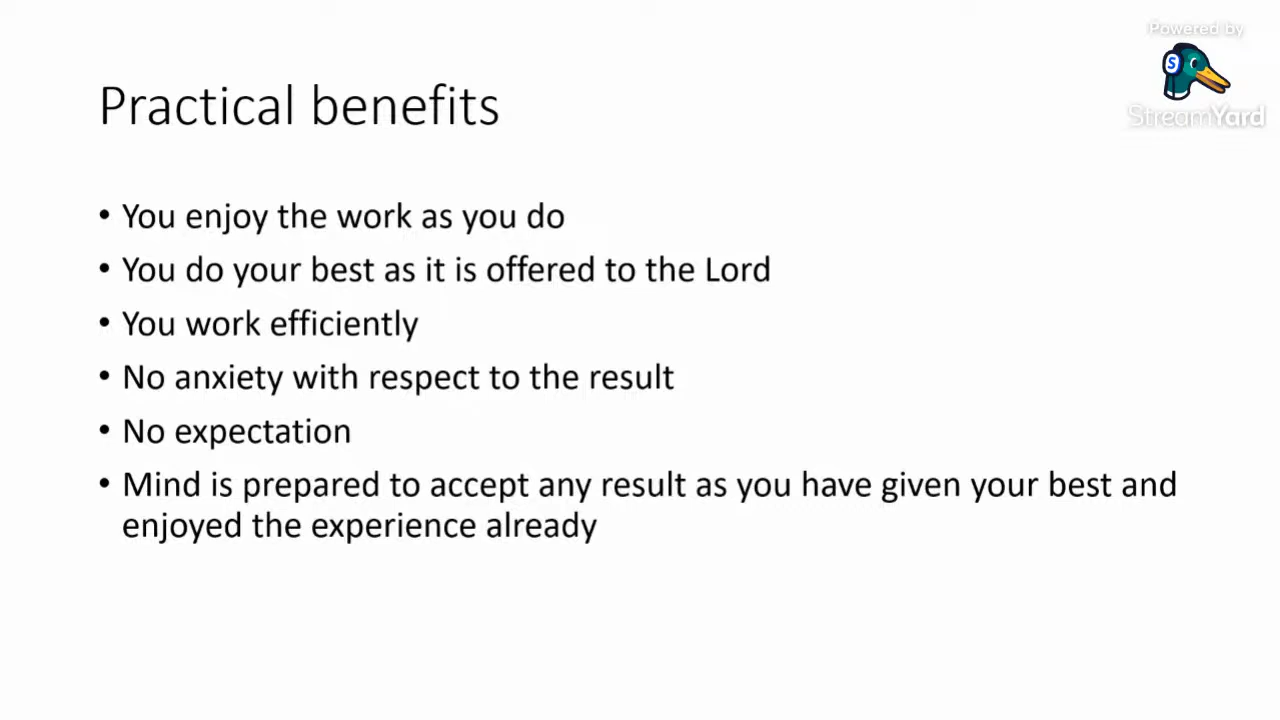 Powered by
S
StreamYard
Practical benefits
• You enjoy the work as you do
• You do your best as it is offered to the Lord
• You work efficiently
• No anxiety with respect to the result
• No expectation
• Mind is prepared to accept any result as you have given your best and
enjoyed the experience already